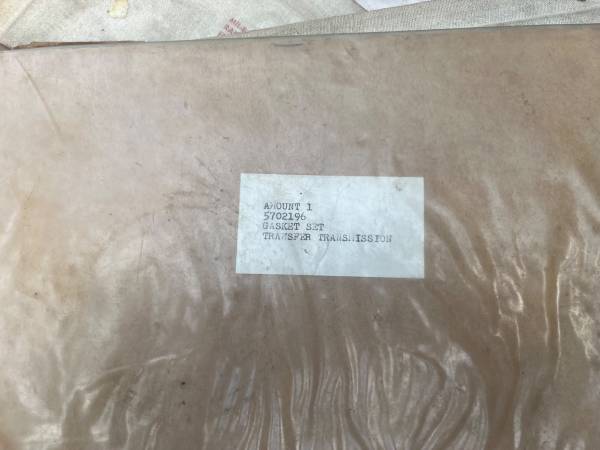 AMOUNT 1
5702196
GASKET SET
TRANSFER TRANSMISSION